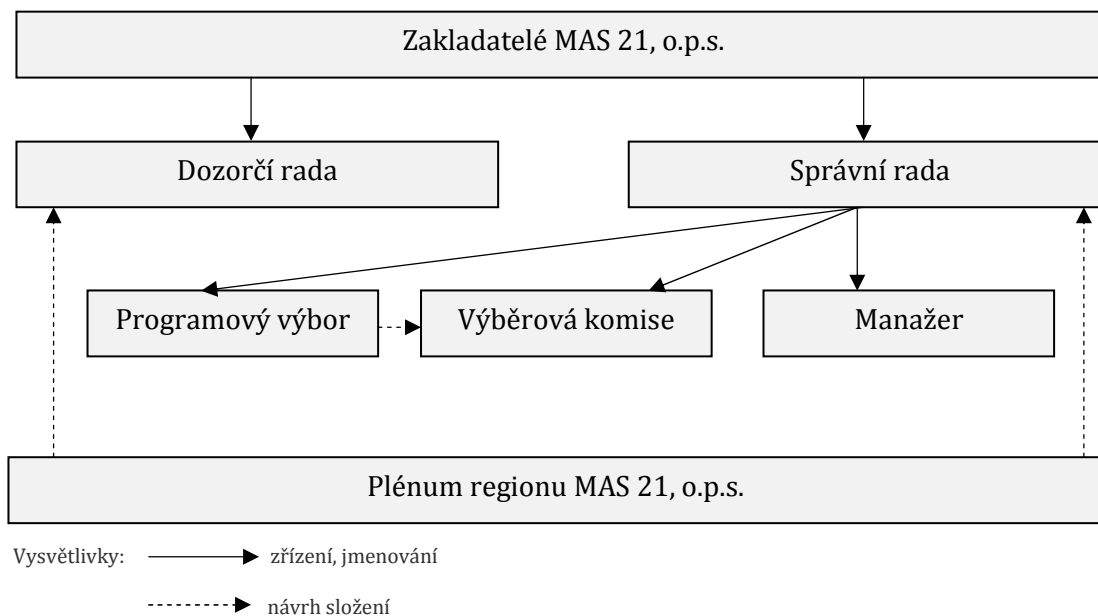 Zakladatelé MAS 21, o.p.s.
Dozorčí rada
Správní rada
Programový výbor
Výběrová komise
Manažer
Plénum regionu MAS 21, o.p.s.
Vysvětlivky:
zřízení, jmenování
návrh složení